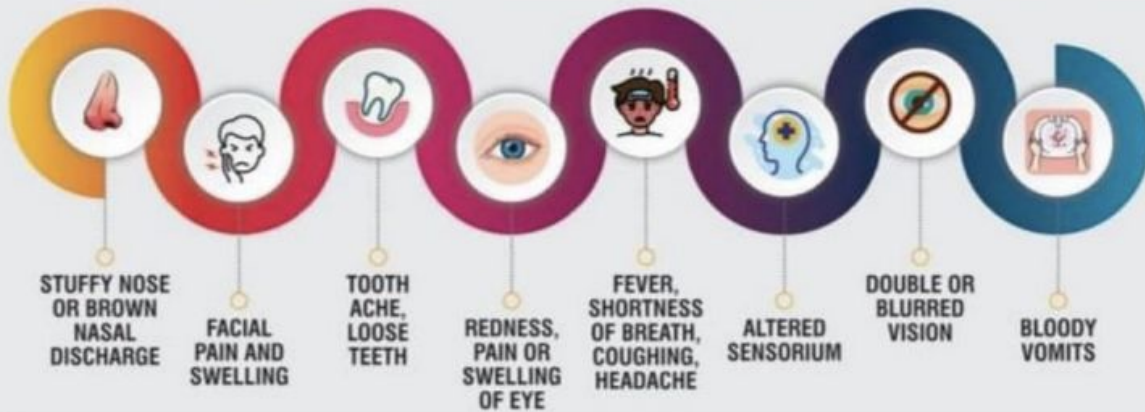 STUFFY NOSE
OR BROWN
NASAL
DISCHARGE
FACIAL
PAIN AND
SWELLING
TOOTH
ACHE,
LOOSE
TEETH
REDNESS,
PAIN OR
SWELLING
OF EYE
FEVER,
SHORTNESS
OF BREATH,
COUGHING,
HEADACHE
ALTERED
SENSORIUM
DOUBLE OR
BLURRED
VISION
BLOODY
VOMITS